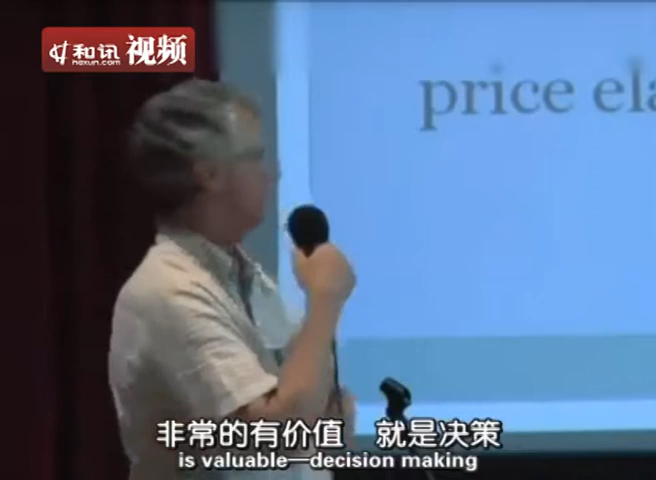 和讯 视频
hexun.com
price ela
非常的有价值 就是决策
is valuable—decision making